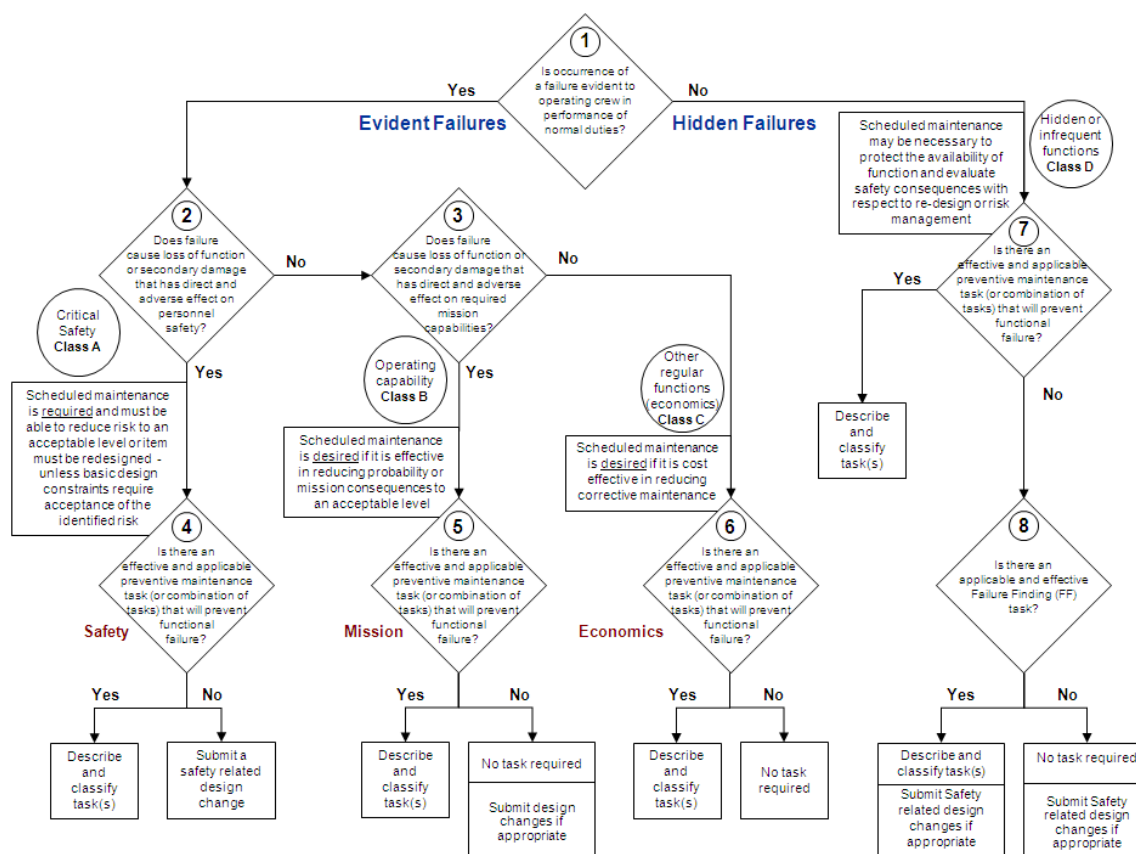 1
Is occurrence of
a failure evident to
operating crew in
performance of
normal duties?
Yes
No
Evident Failures
Hidden Failures
Hidden or
infrequent
functions
Class D
Scheduled maintenance
may be necessary to
protect the availability of
function and evaluate
safety consequences with
respect to re-design or risk
management
2
Does failure
cause loss of function
or secondary damage
that has direct and
adverse effect on
personnel
safety?
No
3
Does failure
cause loss of function or
secondary damage that
has direct and adverse
effect on required
mission
capabilities?
No
7
Is there an
effective and applicable
preventive maintenance
task (or combination of
tasks) that will prevent
functional
failure?
Yes
No
Critical
Safety
Class A
Yes
Operating
capability
Class B
Yes
Other
regular
functions
(economics)
Class C
Describe
and
classify
task(s)
Scheduled maintenance
is required and must be
able to reduce risk to an
acceptable level or item
must be redesigned -
unless basic design
constraints require
acceptance of the
identified risk
Scheduled maintenance
is desired if it is effective
in reducing probability or
mission consequences to
an acceptable level
Scheduled maintenance
is desired if it is cost
effective in reducing
corrective maintenance
4
Is there an
effective and applicable
preventive maintenance
task (or combination of
tasks) that will prevent
functional
failure?
Safety
5
Is there an
effective and applicable
preventive maintenance
task (or combination of
tasks) that will prevent
functional
failure?
Mission
6
Is there an
effective and applicable
preventive maintenance
task (or combination of
tasks) that will prevent
functional
failure?
Economics
8
Is there an
applicable and effective
Failure Finding (FF)
task?
Yes
No
Yes
No
Yes
No
Yes
No
Describe
and
classify
task(s)
Submit a
safety related
design
change
Describe
and
classify
task(s)
No task required
Submit design
changes if
appropriate
Describe
and
classify
task(s)
No task
required
Describe and
classify task(s)
Submit Safety
related design
changes if
appropriate
No task required
Submit Safety
related design
changes if
appropriate